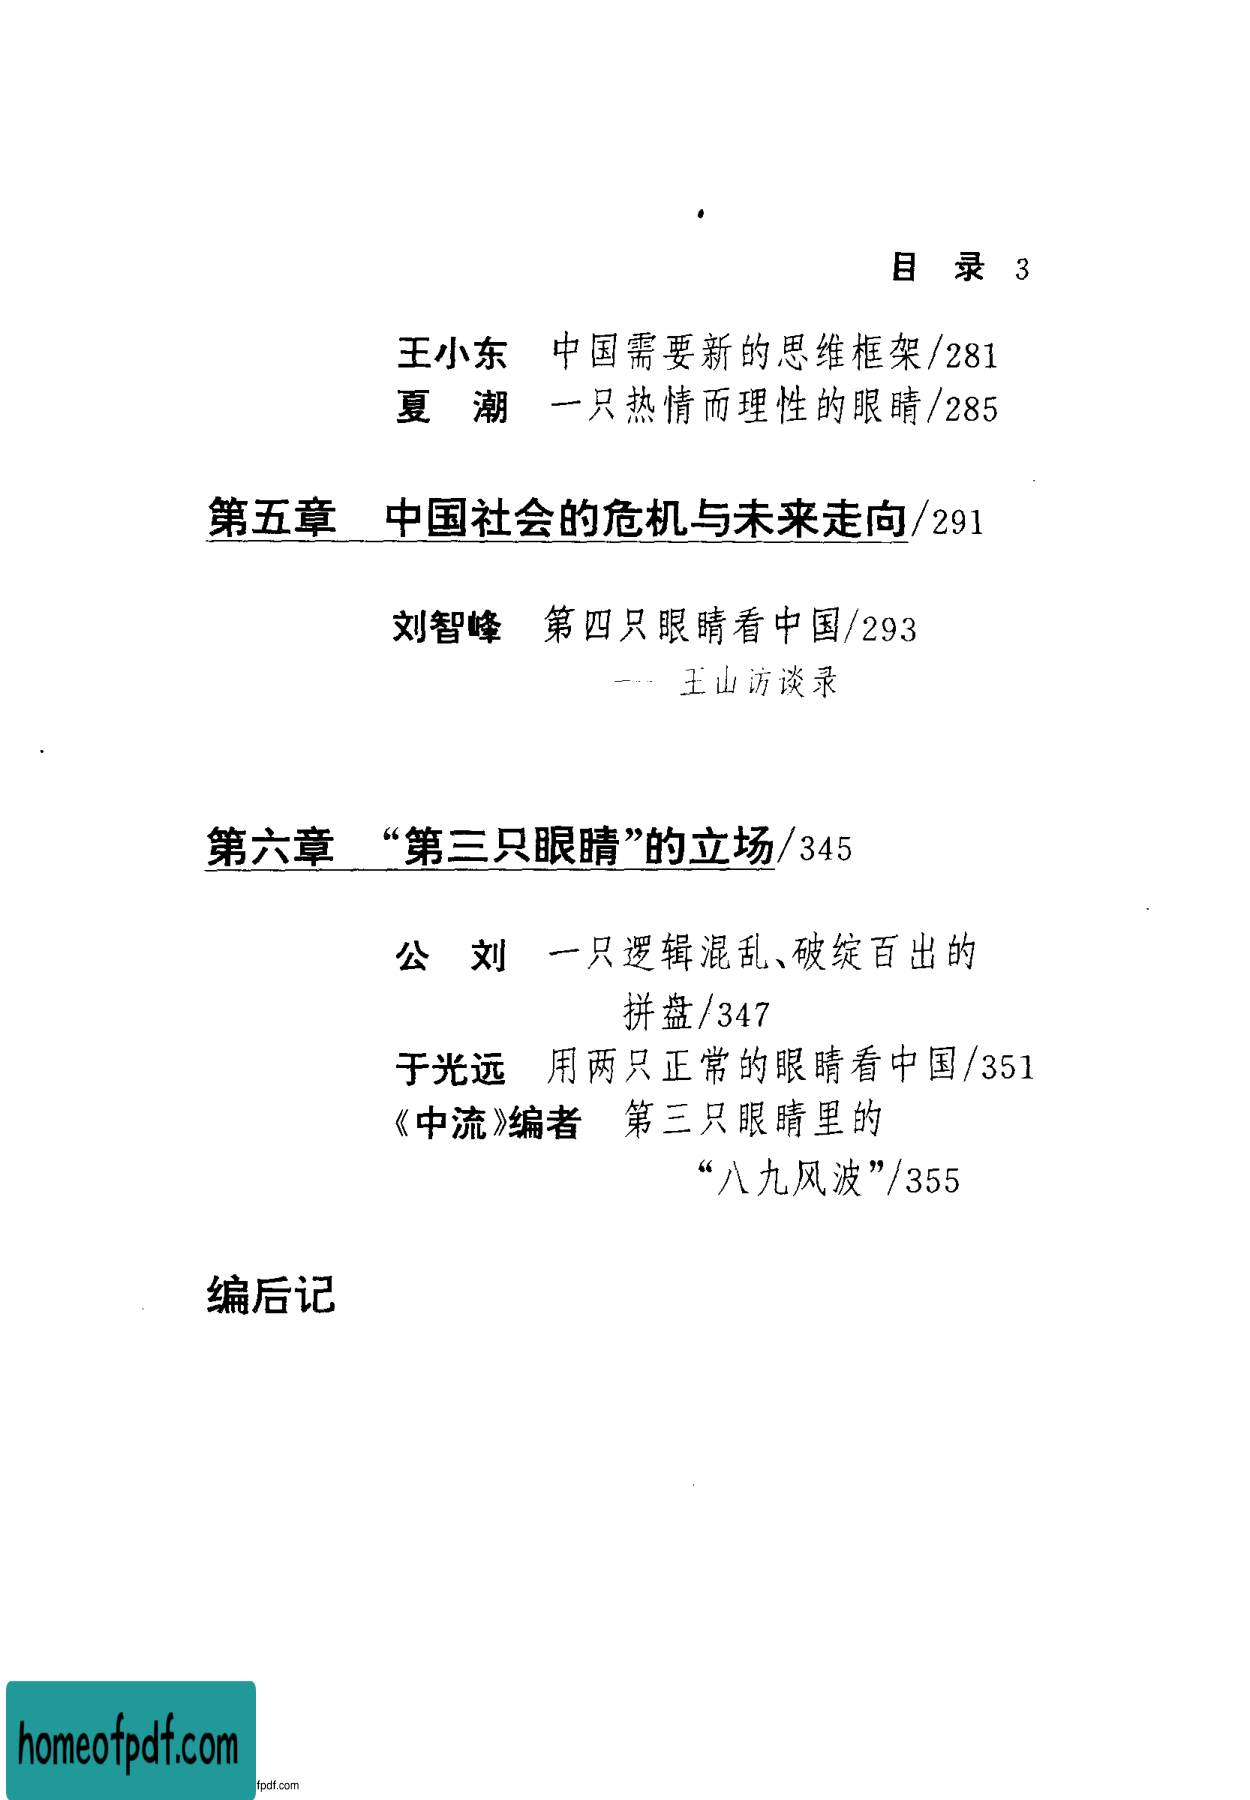 目 录 3
王小东 中国需要新的思维框架/281
夏 潮 一只热情而理性的眼睛/285
第五章 中国社会的危机与未来走向/291
刘智峰 第四只眼睛看中国/293
—— 王山访谈录
第六章 “第三只眼睛”的立场/345
公 刘 一只逻辑混乱、破绽百出的
拼盘/347
于光远 用两只正常的眼睛看中国/351
《中流》编者 第三只眼睛里的
“八九风波”/355
编后记
homeofpdf.com
fpdf.com